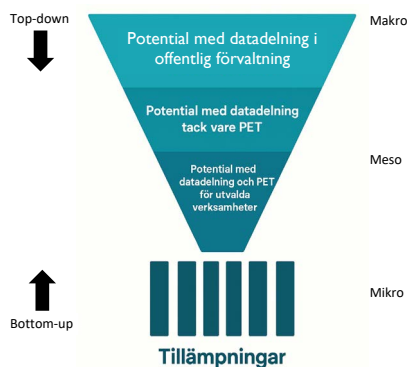 Top-down
Makro
Potential med datadelning i
offentlig förvaltning
Potential med datadelning
tack vare PET
Meso
Potential med
datadelning och PET
för utvalda
verksamheter
Mikro
Bottom-up
Tillämpningar